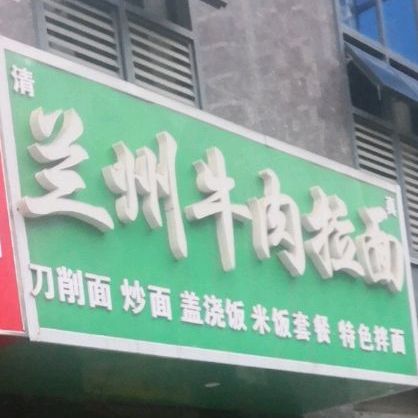 清
兰州牛肉拉面
刀削面 炒面 盖浇饭 米饭套餐 特色拌面